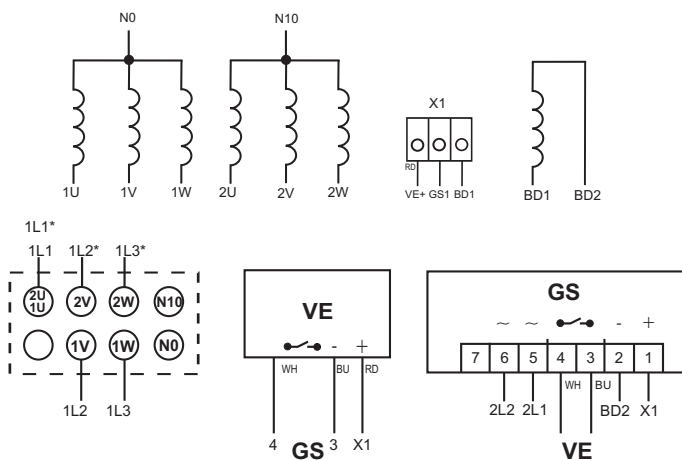 N0 N10
X1
RD
1U 1V 1W 2U 2V 2W VE+ GS1 BD1 BD1 BD2
1L1*
1L1 1L2* 1L3*
2U 1U 2V 2W N10
1V 1W N0
1L2 1L3
VE
- +
WH BU RD
4 GS 3 X1
GS
~ ~ - +
7 6 5 4 3 2 1
WH BU
2L2 2L1 BD2 X1
VE